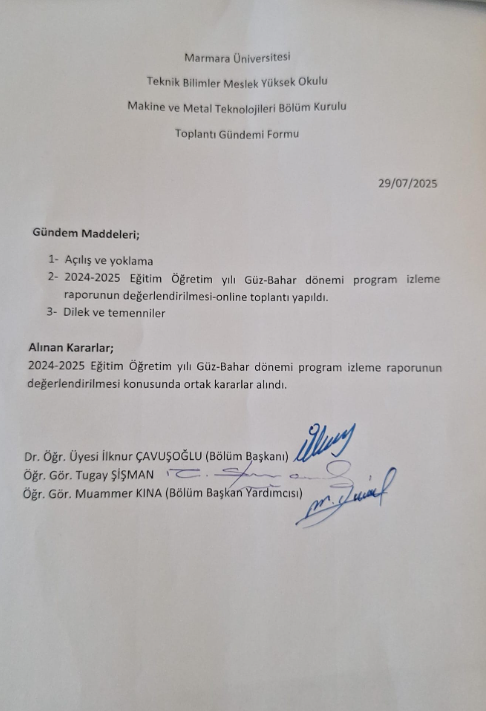 Marmara Üniversitesi
Teknik Bilimler Meslek Yüksek Okulu
Makine ve Metal Teknolojileri Bölüm Kurulu
Toplantı Gündemi Formu
29/07/2025
Gündem Maddeleri;
1- Açılış ve yoklama
2- 2024-2025 Eğitim Öğretim yılı Güz-Bahar dönemi program izleme
raporunun değerlendirilmesi-online toplantı yapıldı.
3- Dilek ve temenniler
Alınan Kararlar;
2024-2025 Eğitim Öğretim yılı Güz-Bahar dönemi program izleme raporunun
değerlendirilmesi konusunda ortak kararlar alındı.
Dr. Öğr. Üyesi İlknur ÇAVUŞOĞLU (Bölüm Başkanı)
Öğr. Gör. Tugay ŞİŞMAN
Öğr. Gör. Muammer KINA (Bölüm Başkan Yardımcısı)